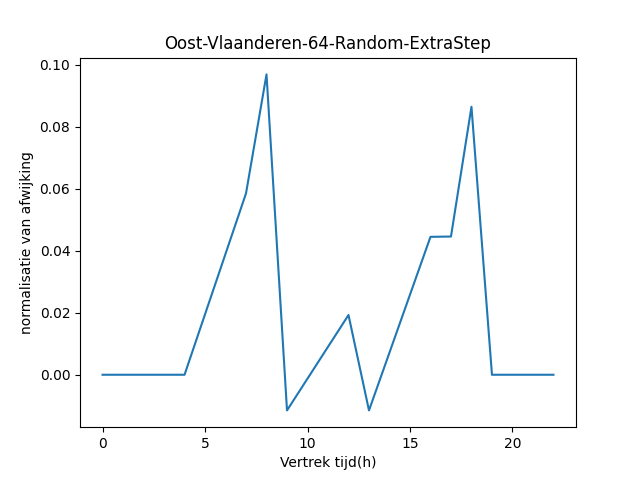 Oost-Vlaanderen-64-Random-ExtraStep
0.10
0.08
0.06
0.04
0.02
0.00
normalisatie van afwijking
0 5 10 15 20
Vertrek tijd(h)